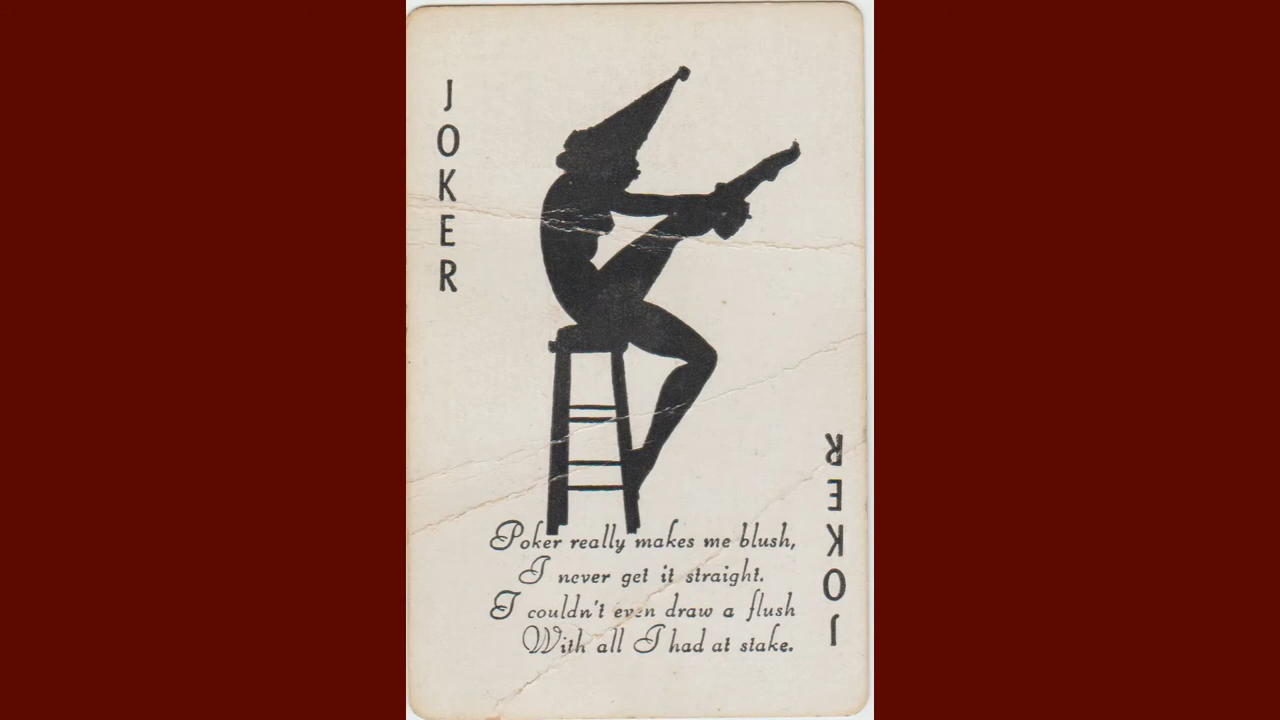 JOKER
Poker really makes me blush,
I never get it straight.
I couldn't even draw a flush
With all I had at stake.
JOKER